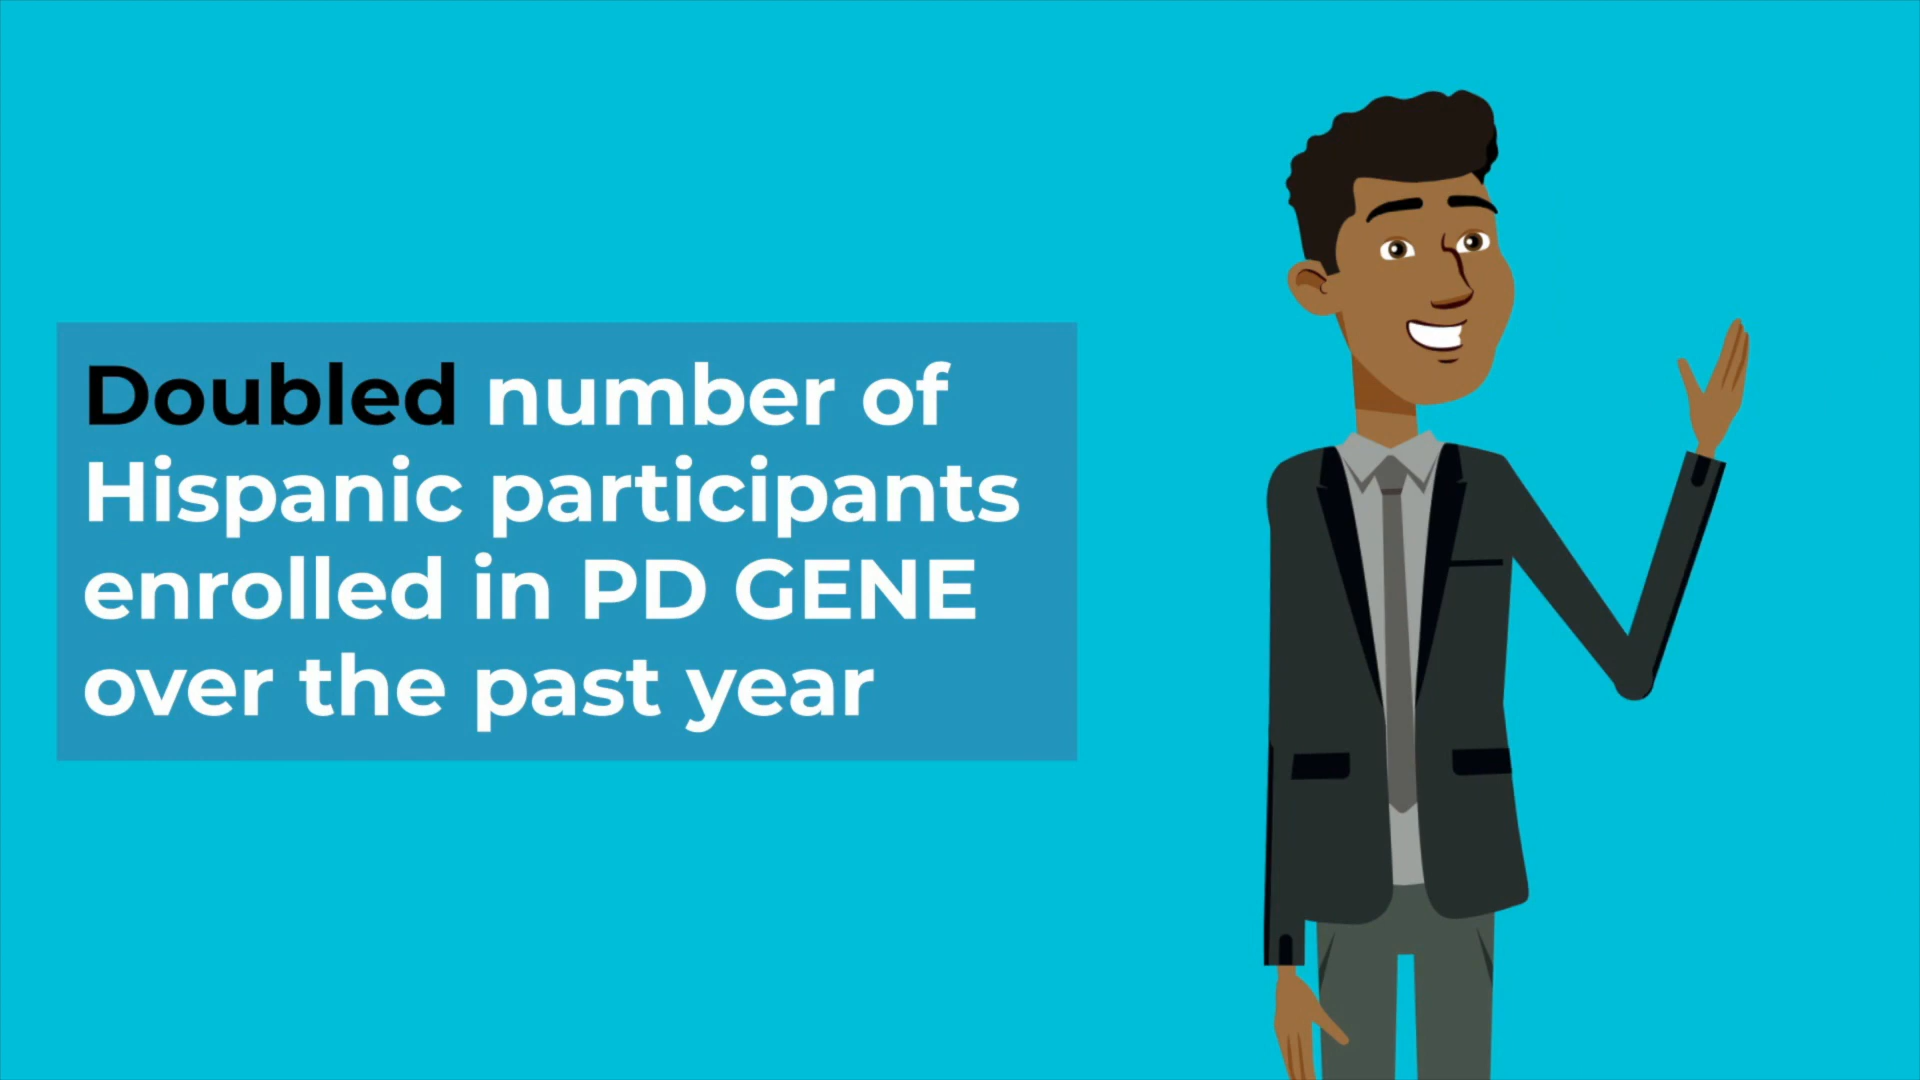 Doubled number of
Hispanic participants
enrolled in PD GENE
over the past year